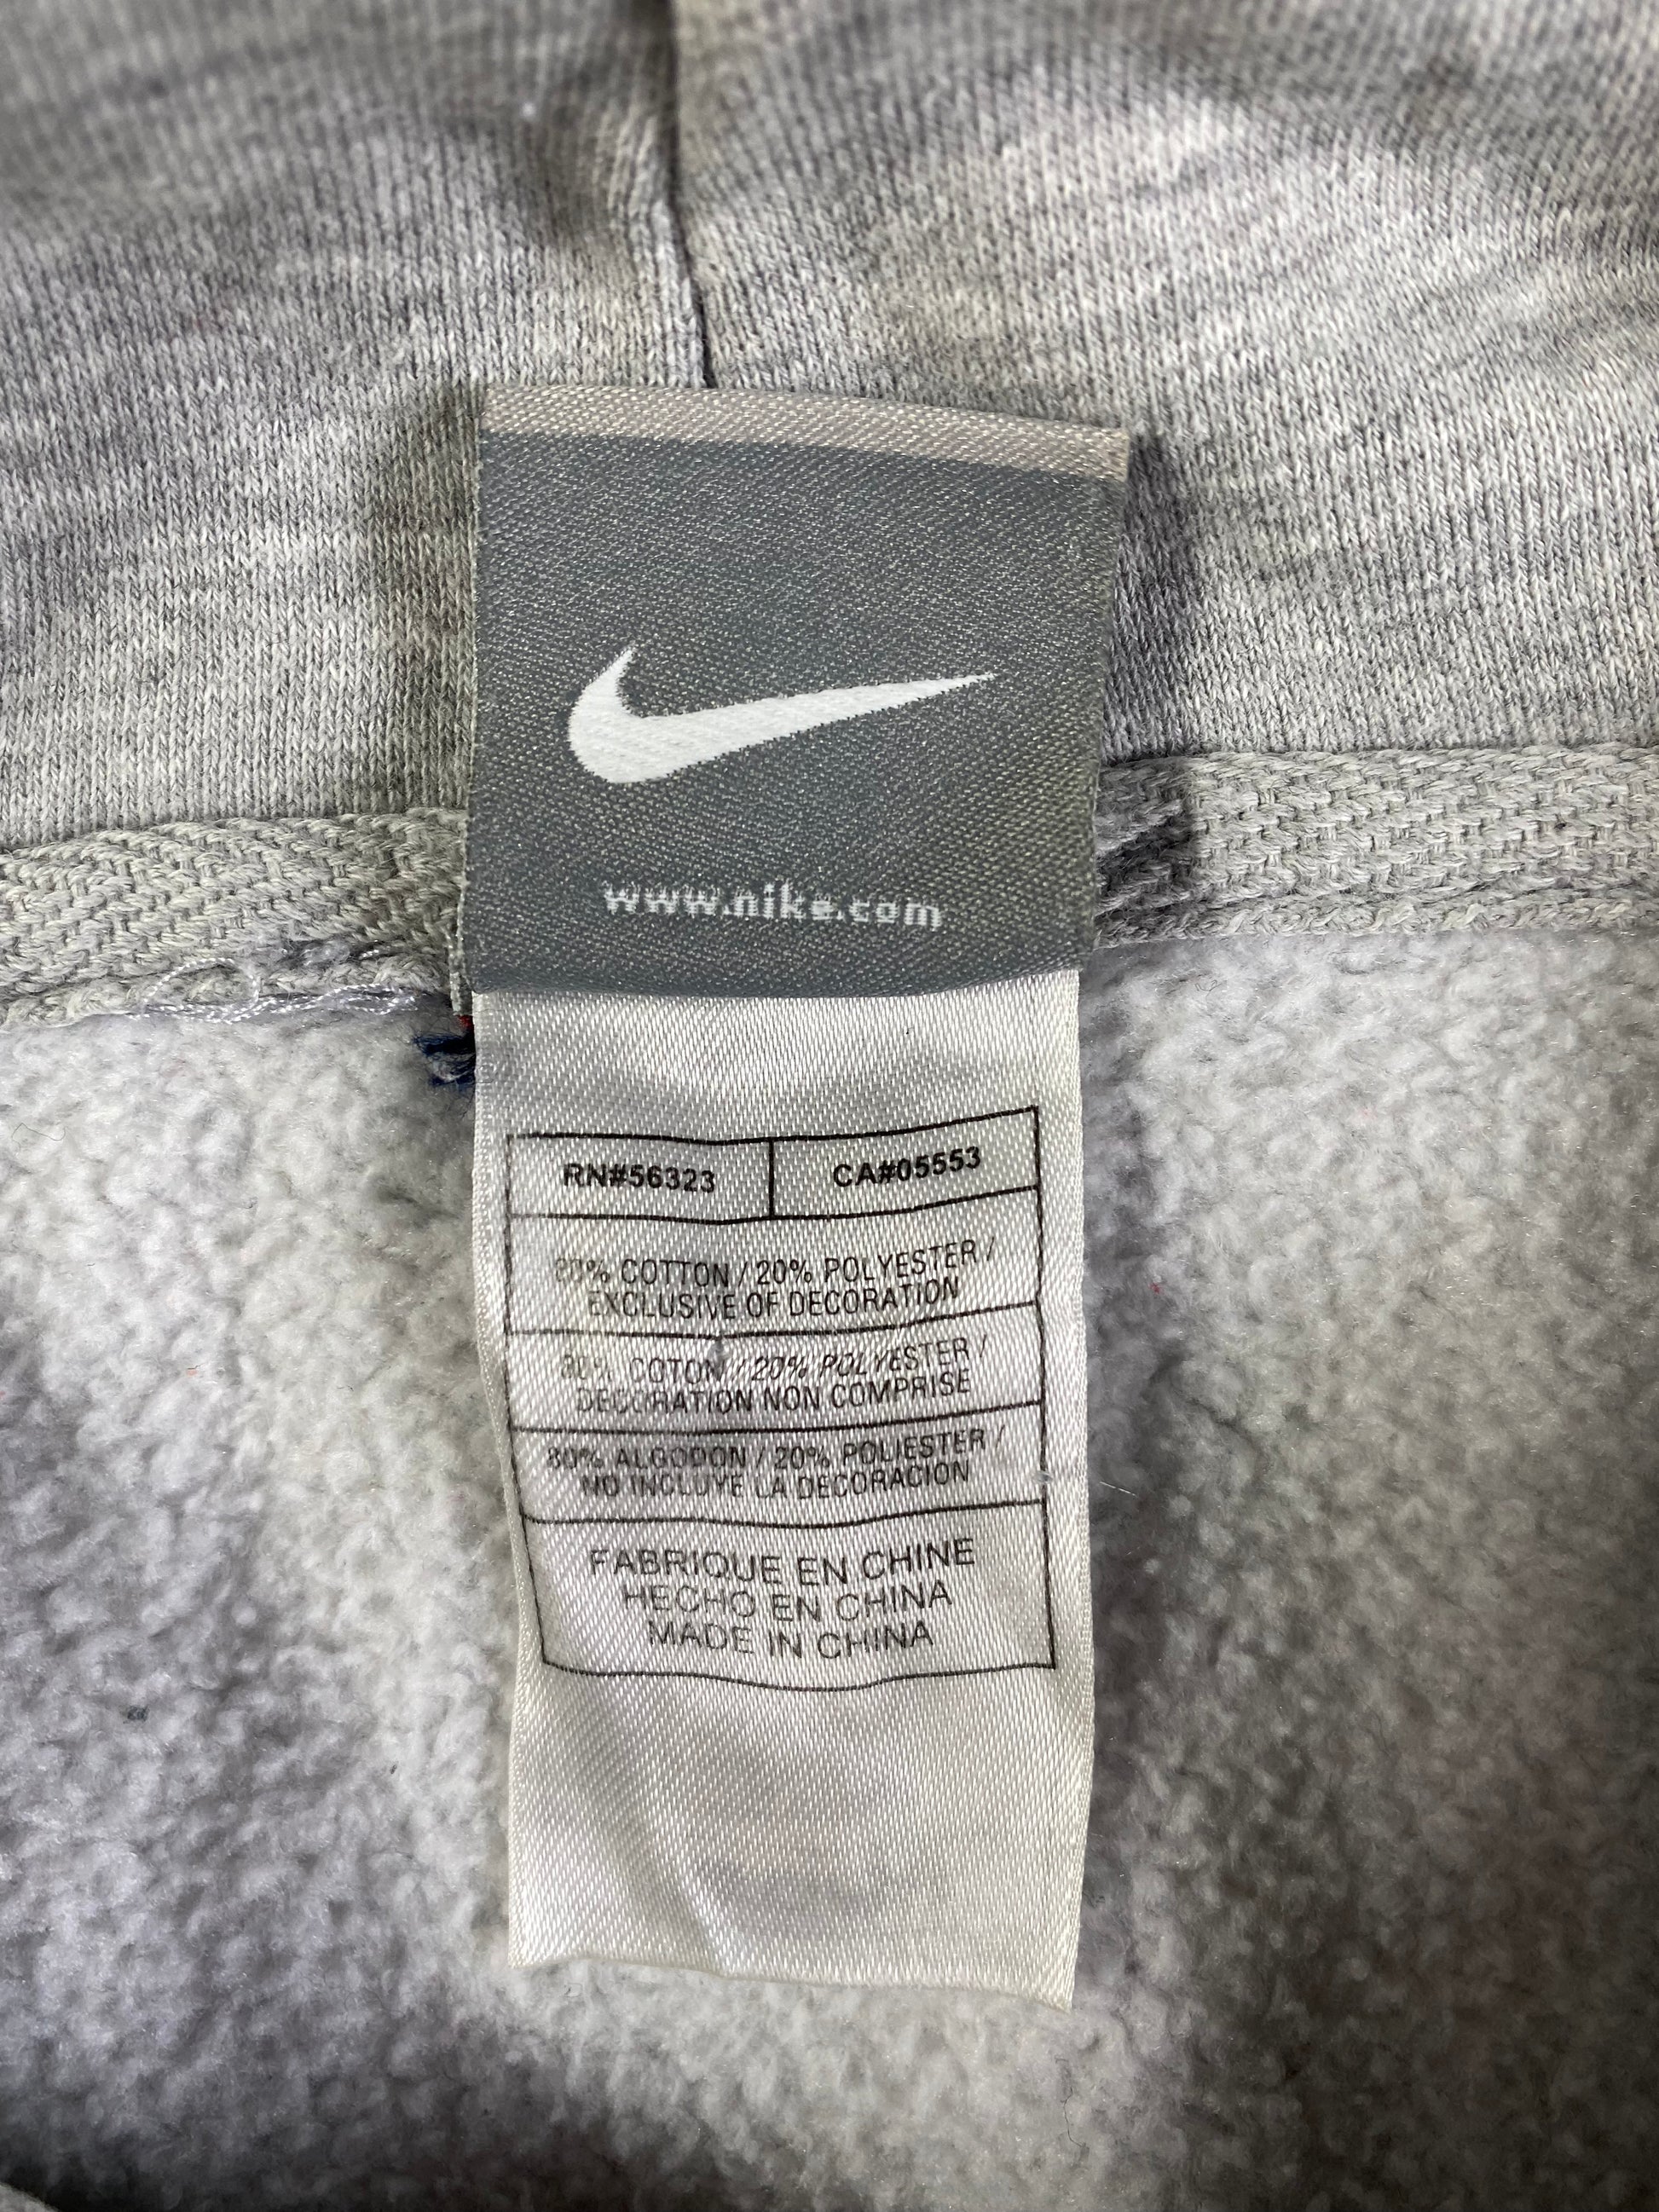 www.nike.com
RN#56323 CA#05553
80% COTTON / 20% POLYESTER /
EXCLUSIVE OF DECORATION
80% COTON / 20% POLYESTER /
DECORATION NON COMPRISE
80% ALGODON / 20% POLIESTER /
NO INCLUYE LA DECORACION
FABRIQUE EN CHINE
HECHO EN CHINA
MADE IN CHINA